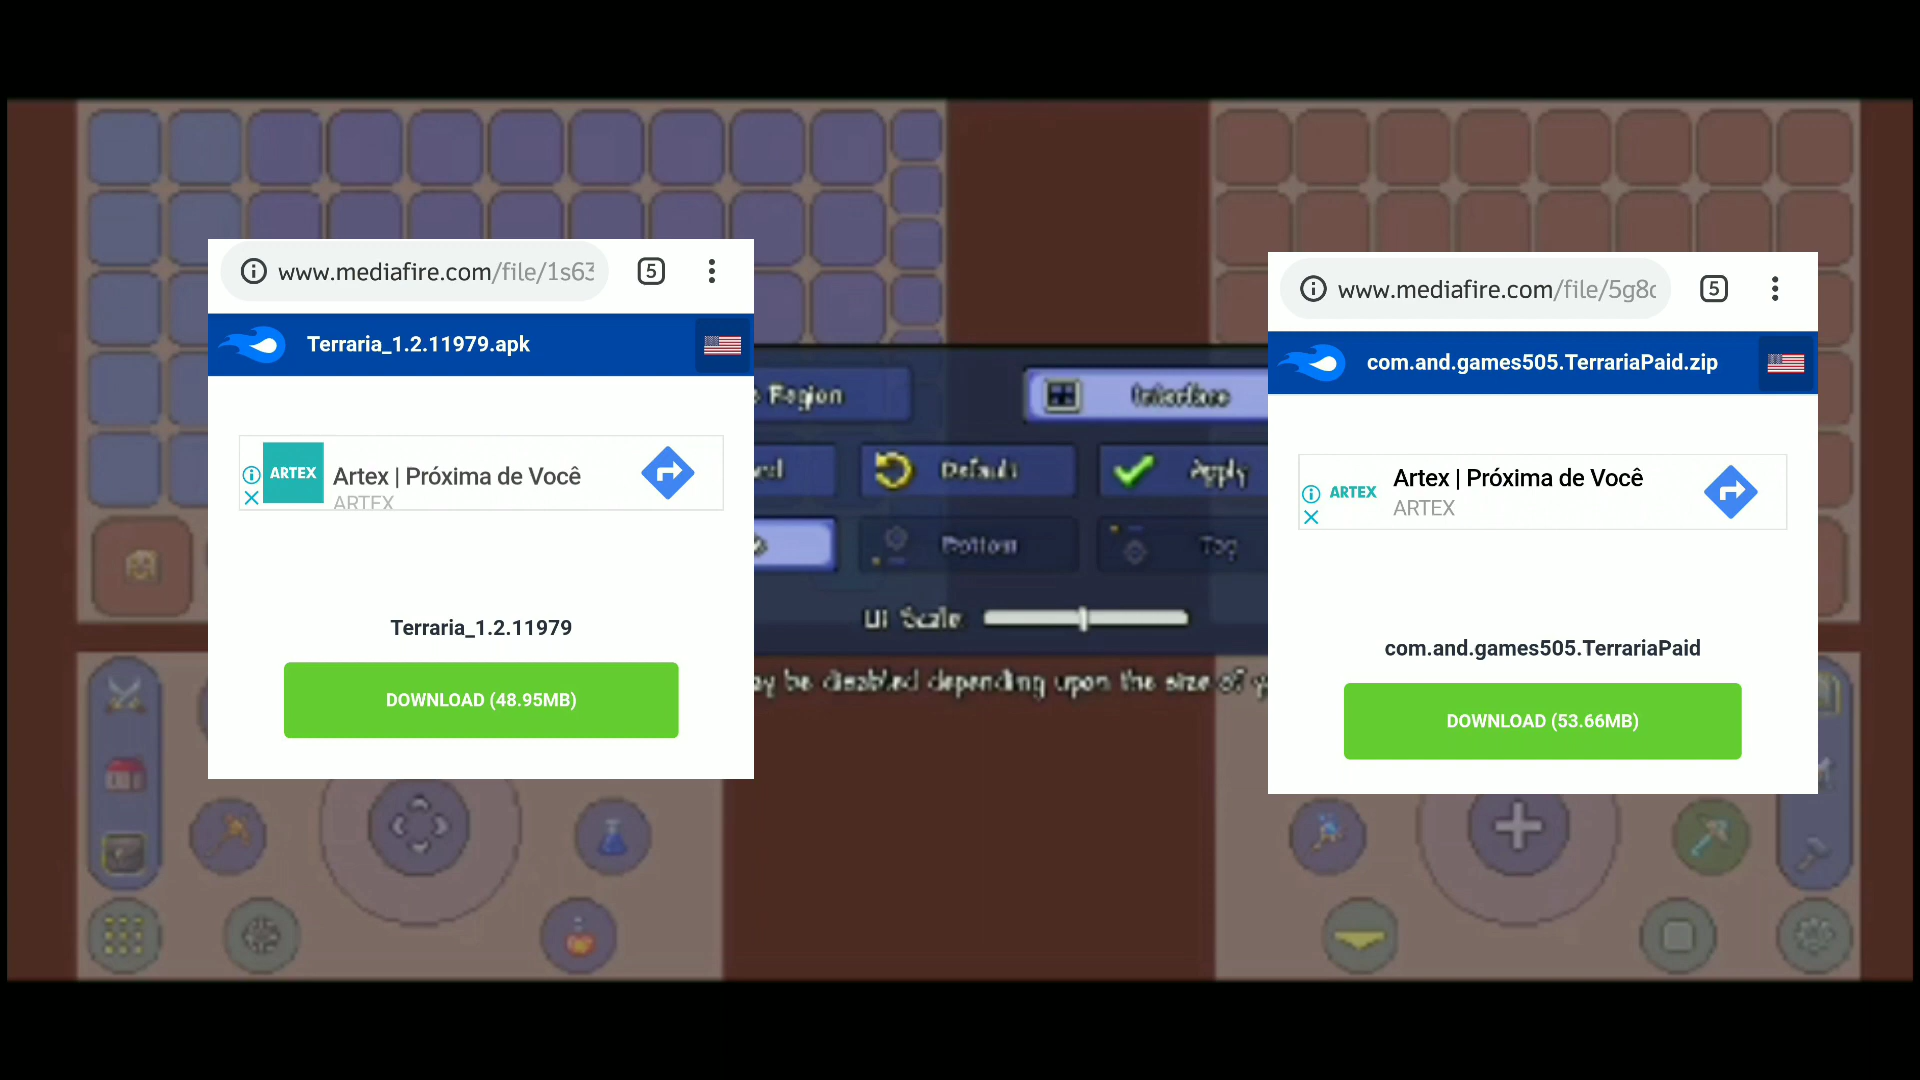 www.mediafire.com/file/1s63
5
Terraria_1.2.11979.apk
ARTEX
Artex | Próxima de Você
ARTEX
Terraria_1.2.11979
DOWNLOAD (48.95MB)
Region
Interface
Default
Apply
Bottom
Top
UI Scale
may be disabled depending upon the size of
www.mediafire.com/file/5g8
5
com.and.games505.TerrariaPaid.zip
ARTEX
Artex | Próxima de Você
ARTEX
com.and.games505.TerrariaPaid
DOWNLOAD (53.66MB)